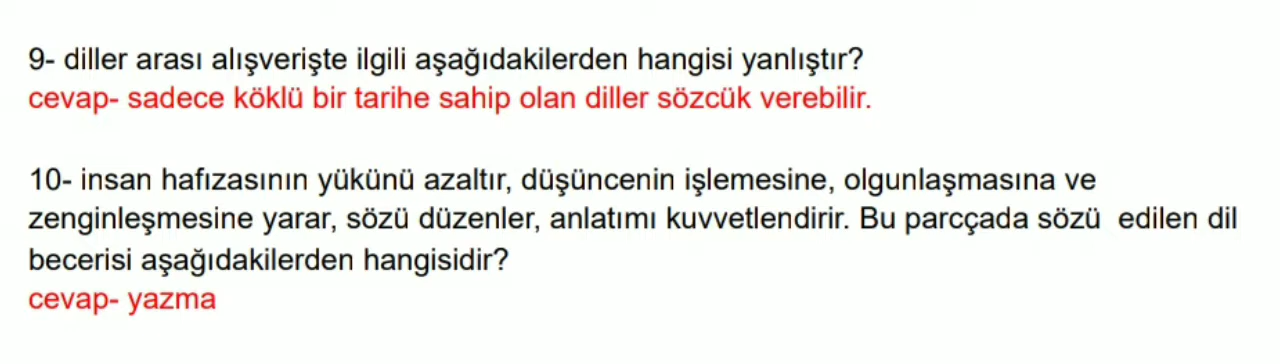 9- diller arası alışverişte ilgili aşağıdakilerden hangisi yanlıştır?
cevap- sadece köklü bir tarihe sahip olan diller sözcük verebilir.
10- insan hafızasının yükünü azaltır, düşüncenin işlemesine, olgunlaşmasına ve
zenginleşmesine yarar, sözü düzenler, anlatımı kuvvetlendirir. Bu parcçada sözü  edilen dil
becerisi aşağıdakilerden hangisidir?
cevap- yazma